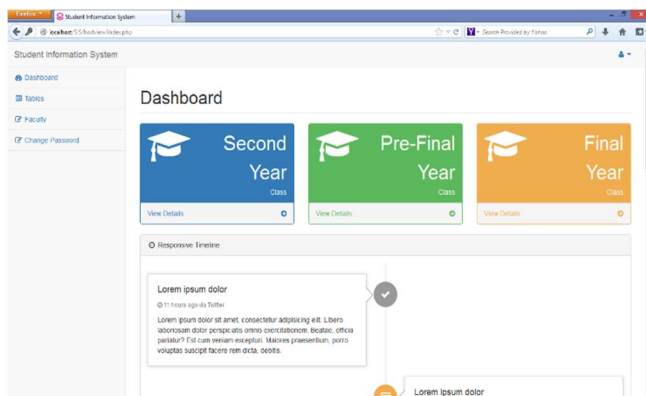 Firefox
Student Information System
localhost/SIS/hod/view/index.php
Search Provided by Yahoo
Student Information System
Dashboard
Tables
Faculty
Change Password
Dashboard
Second
Year
Class
View Details
Pre-Final
Year
Class
View Details
Final
Year
Class
View Details
Responsive Timeline
Lorem ipsum dolor
11 hours ago via Twitter
Lorem ipsum dolor sit amet, consectetur adipisicing elit. Libero
laboriosam dolor perspiciatis omnis exercitationem. Beatae, officia
pariatur? Est cum veniam excepturi. Maiores praesentium, porro
voluptas suscipit facere rem dicta, debitis.
Lorem ipsum dolor